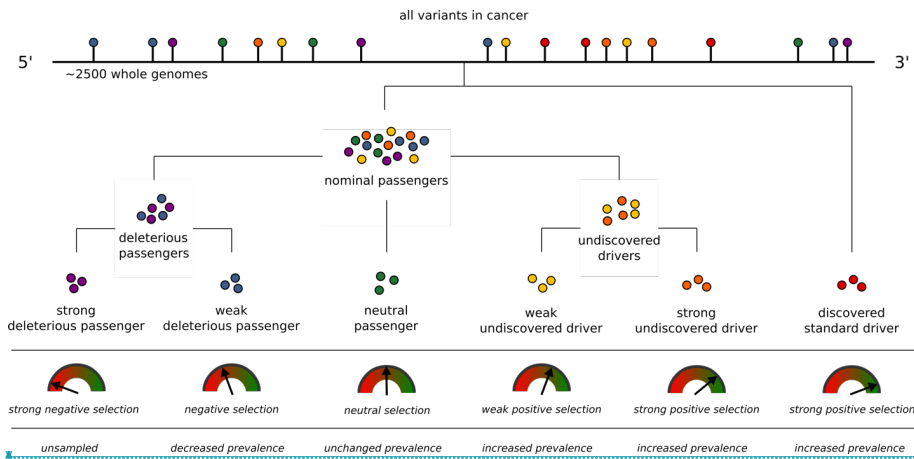 all variants in cancer
5'
3'
~2500 whole genomes
nominal passengers
deleterious
passengers
undiscovered
drivers
strong
deleterious passenger
weak
deleterious passenger
neutral
passenger
weak
undiscovered driver
strong
undiscovered driver
discovered
standard driver
strong negative selection
negative selection
neutral selection
weak positive selection
strong positive selection
strong positive selection
unsampled
decreased prevalence
unchanged prevalence
increased prevalence
increased prevalence
increased prevalence